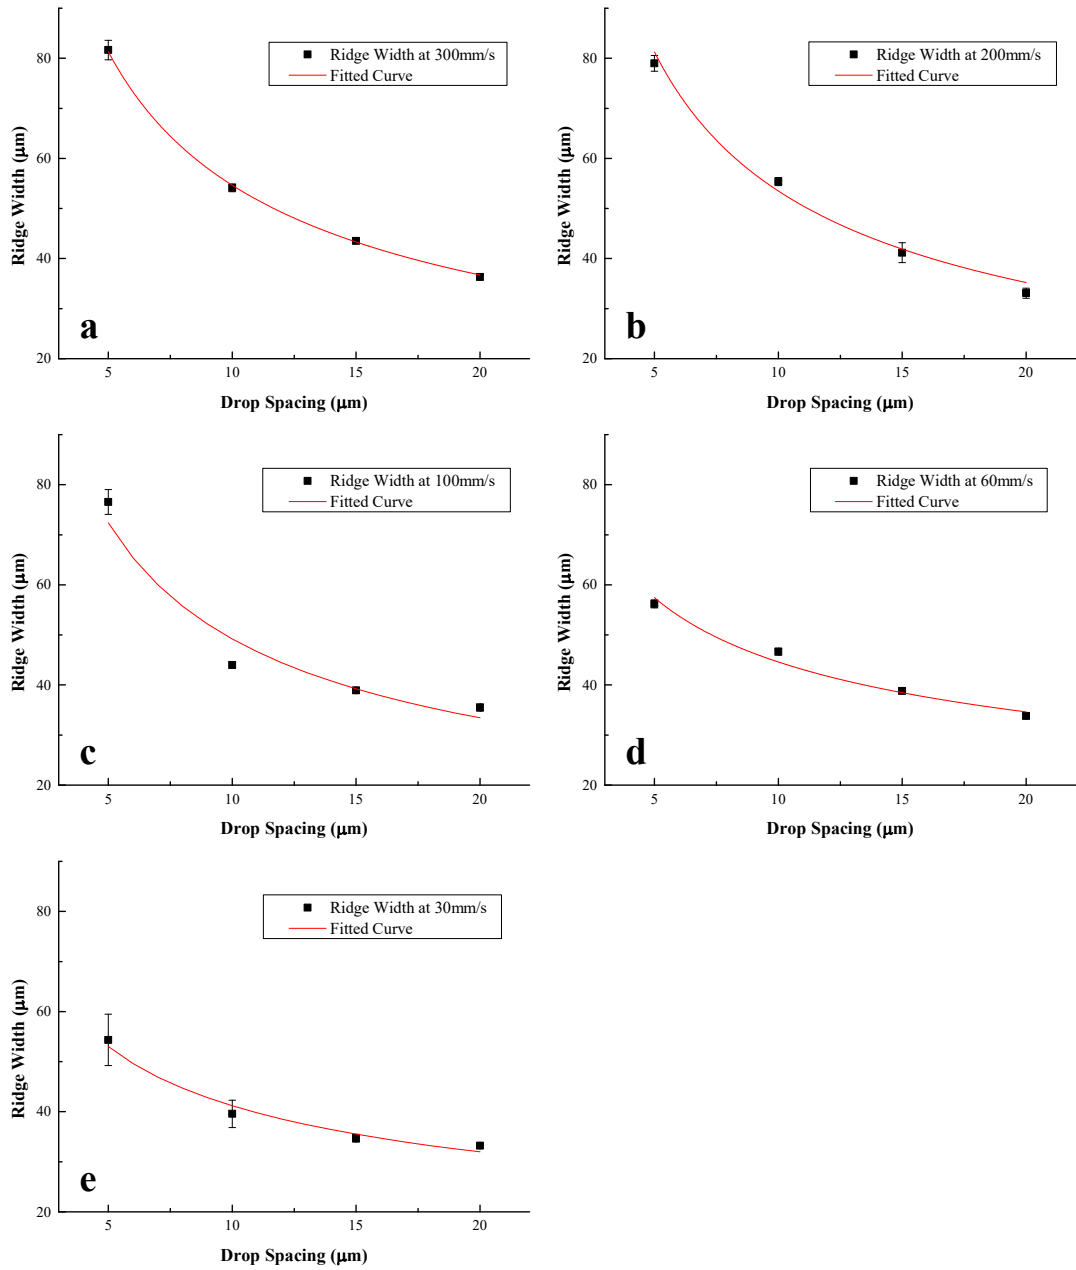 Ridge Width (μm)
80
60
40
20
Ridge Width at 300mm/s
Fitted Curve
a
5
10
15
20
Drop Spacing (μm)
Ridge Width (μm)
80
60
40
20
Ridge Width at 200mm/s
Fitted Curve
b
5
10
15
20
Drop Spacing (μm)
Ridge Width (μm)
80
60
40
20
Ridge Width at 100mm/s
Fitted Curve
c
5
10
15
20
Drop Spacing (μm)
Ridge Width (μm)
80
60
40
20
Ridge Width at 60mm/s
Fitted Curve
d
5
10
15
20
Drop Spacing (μm)
Ridge Width (μm)
80
60
40
20
Ridge Width at 30mm/s
Fitted Curve
e
5
10
15
20
Drop Spacing (μm)